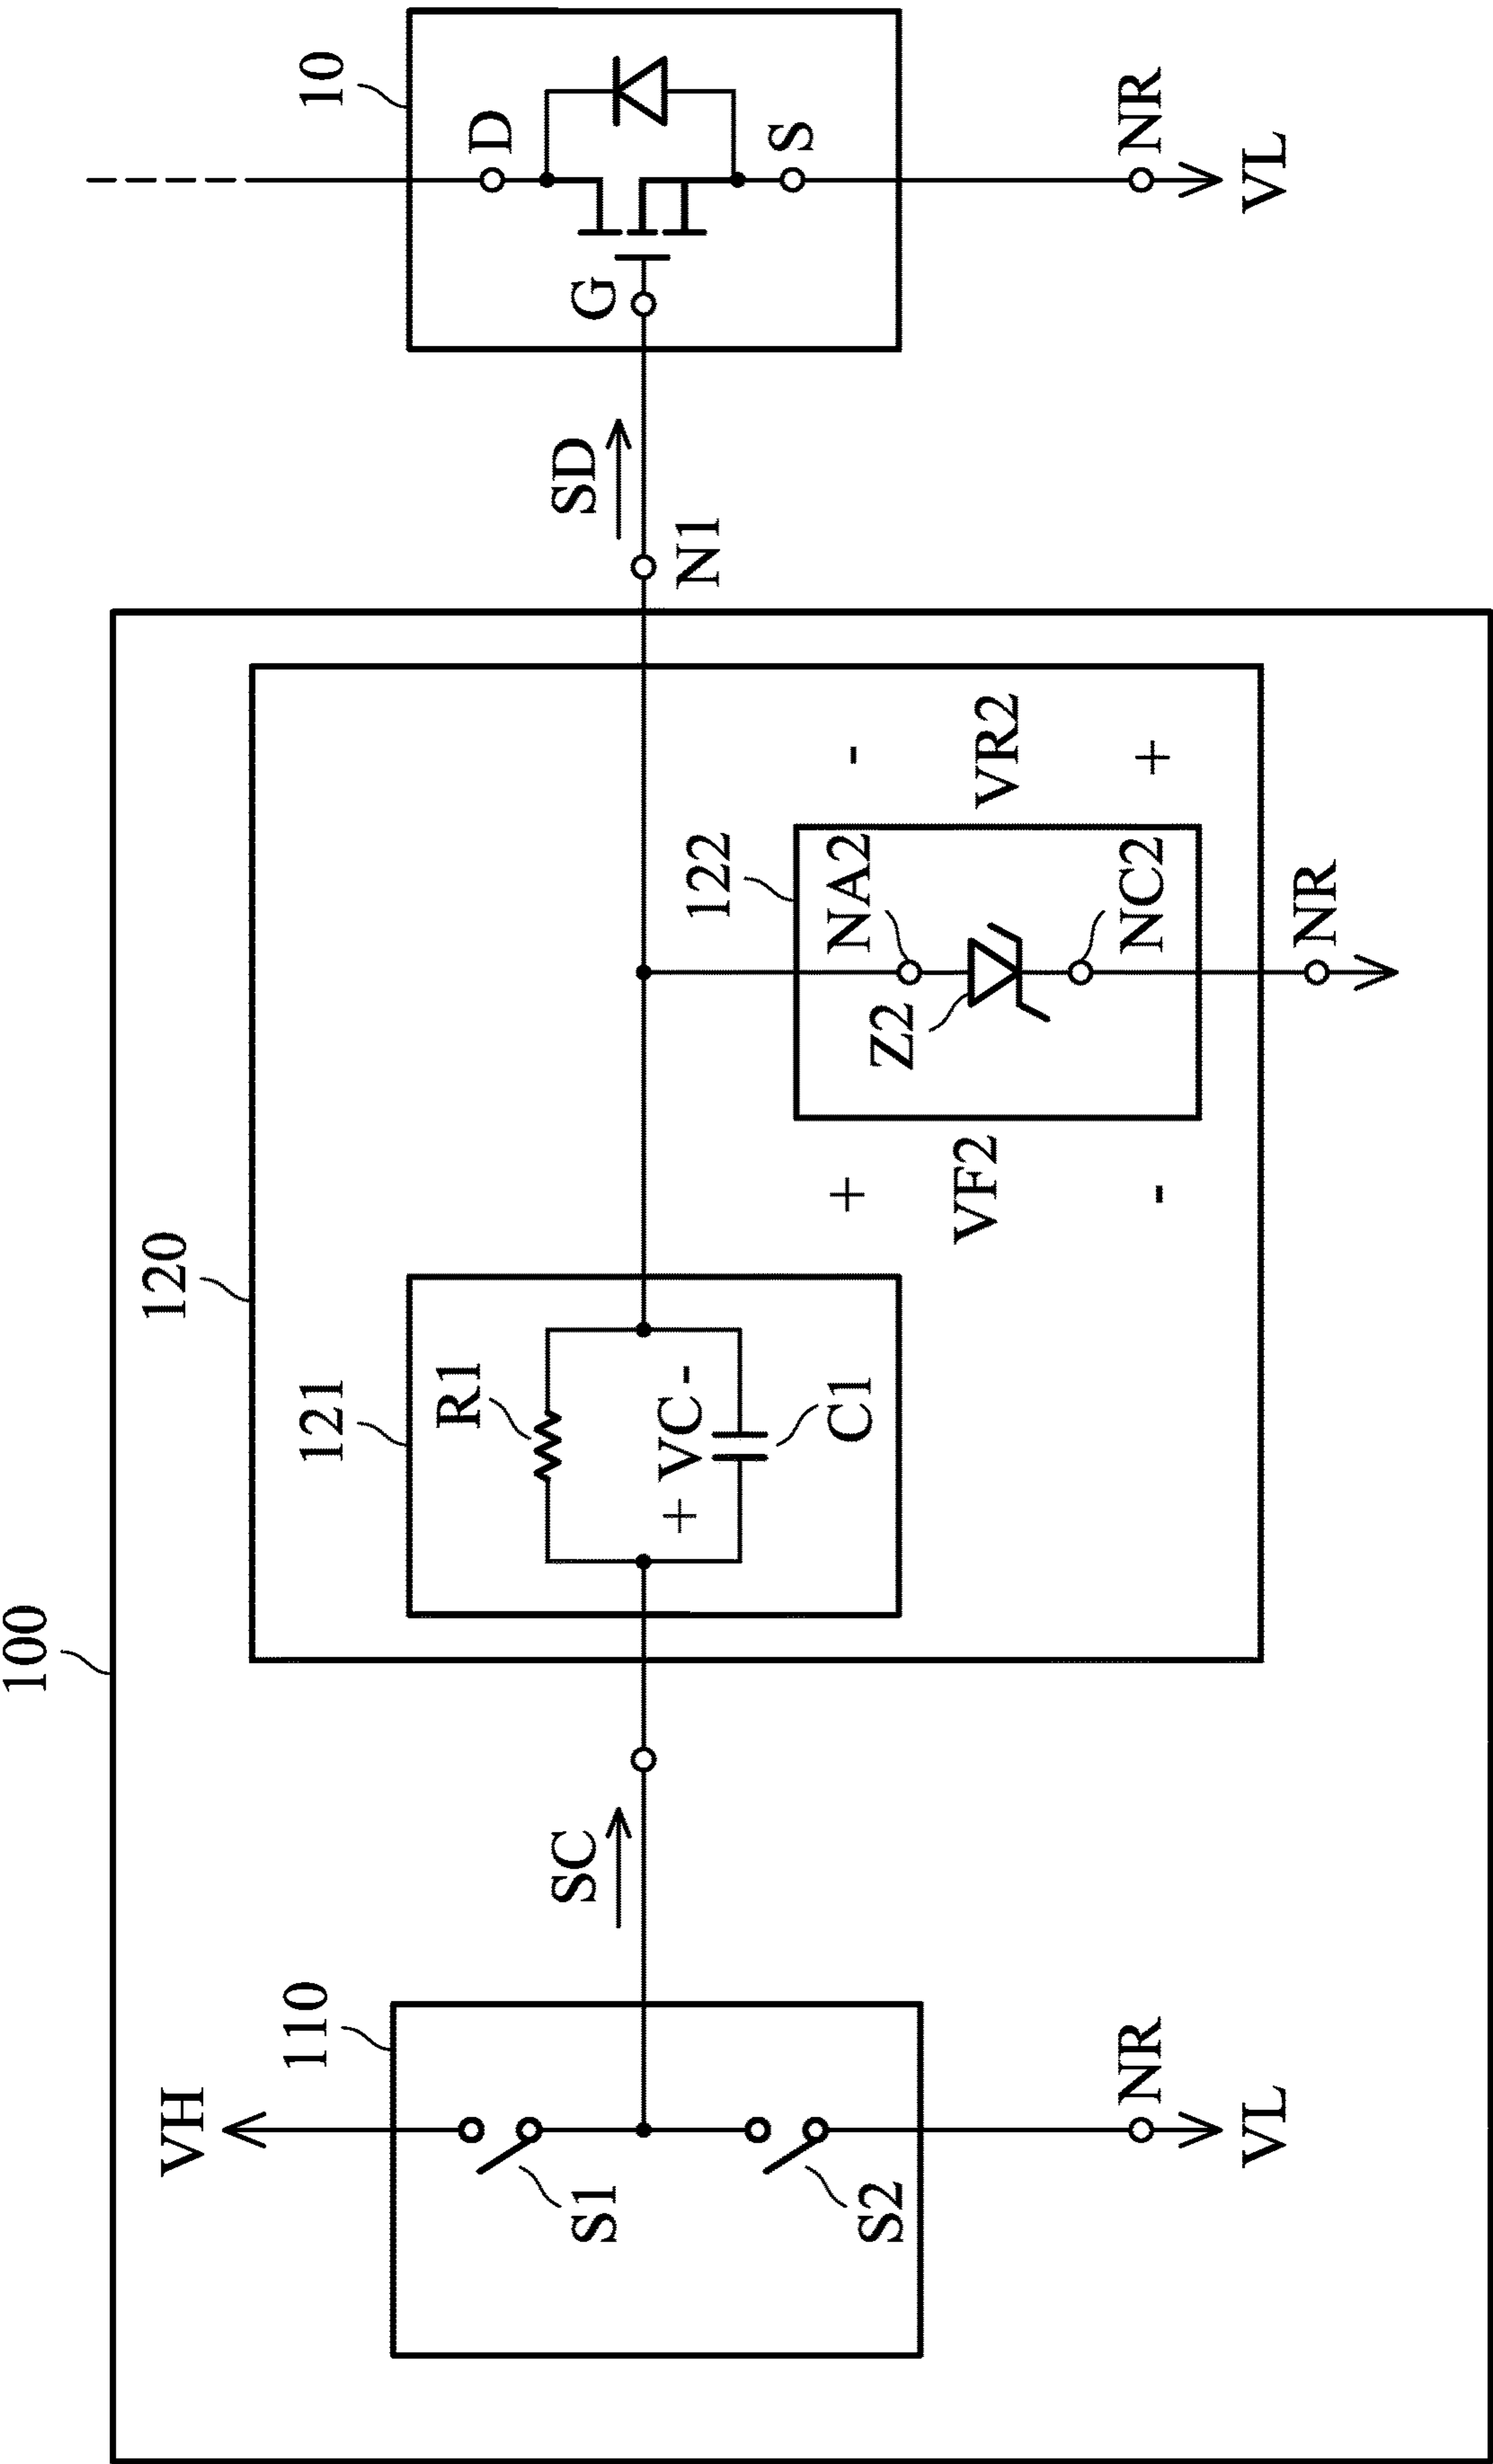 100
110
VH
S1
S2
NR
VL
SC
120
121
R1
+ VC -
C1
122
Z2
NA2
NC2
+
VF2
-
-
VR2
+
NR
N1
SD
10
D
G
S
NR
VL